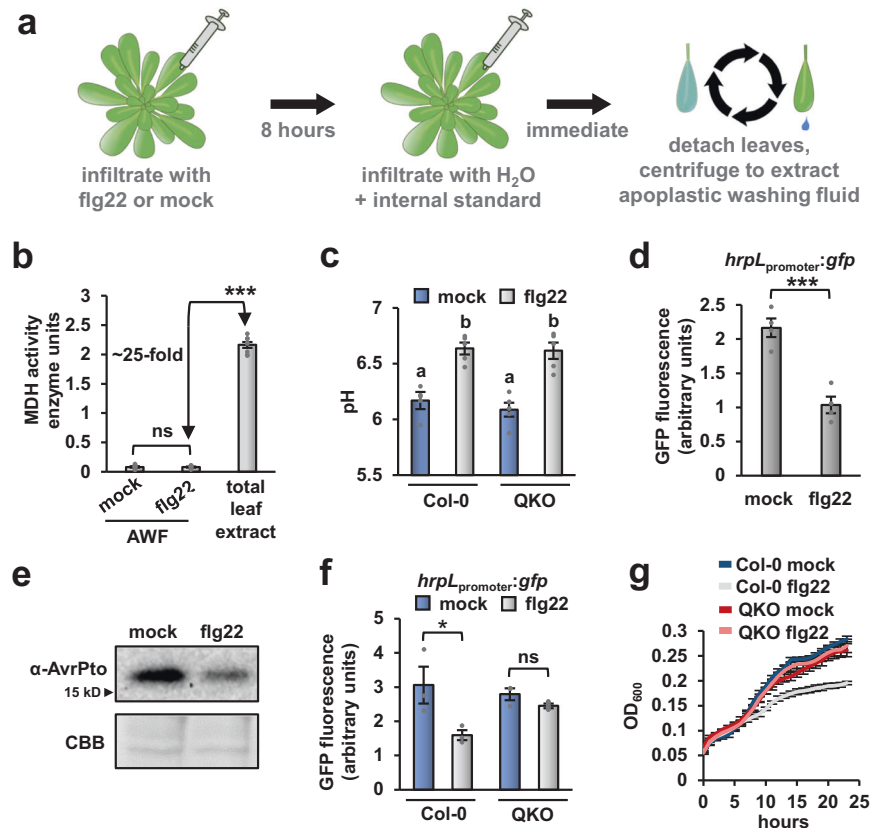 a
infiltrate with
flg22 or mock
8 hours
infiltrate with H₂O
+ internal standard
immediate
detach leaves,
centrifuge to extract
apoplastic washing fluid
b
MDH activity
enzyme units
3
2.5
2
1.5
1
0.5
0
~25-fold
***
ns
mock
flg22
total
leaf
extract
AWF
c
mock
flg22
pH
7
6.5
6
5.5
a
b
a
b
Col-0
QKO
d
hrpLpromoter:gfp
***
GFP fluorescence
(arbitrary units)
2.5
2
1.5
1
0.5
0
mock
flg22
e
mock
flg22
α-AvrPto
15 kD
CBB
f
hrpLpromoter:gfp
mock
flg22
GFP fluorescence
(arbitrary units)
5
4
3
2
1
0
*
ns
Col-0
QKO
g
Col-0 mock
Col-0 flg22
QKO mock
QKO flg22
OD₆₀₀
0.3
0.25
0.2
0.15
0.1
0.05
0
0
5
10
15
20
25
hours